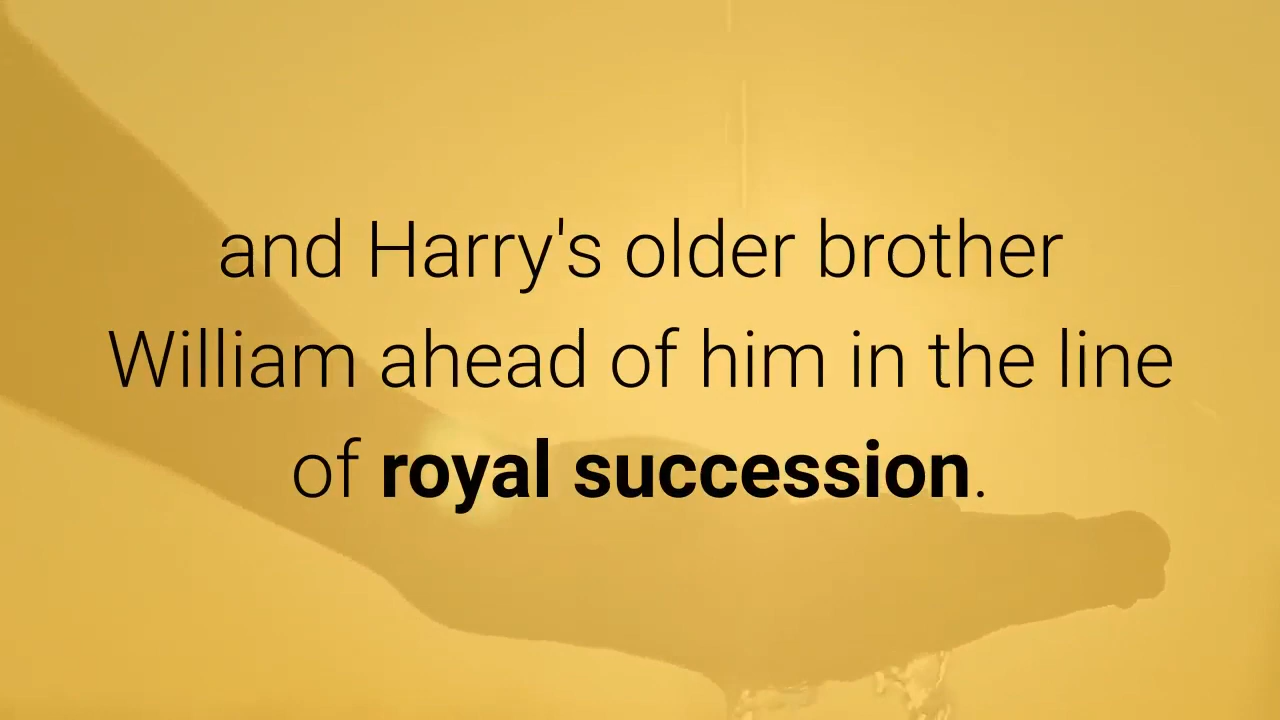 and Harry's older brother
William ahead of him in the line
of royal succession.